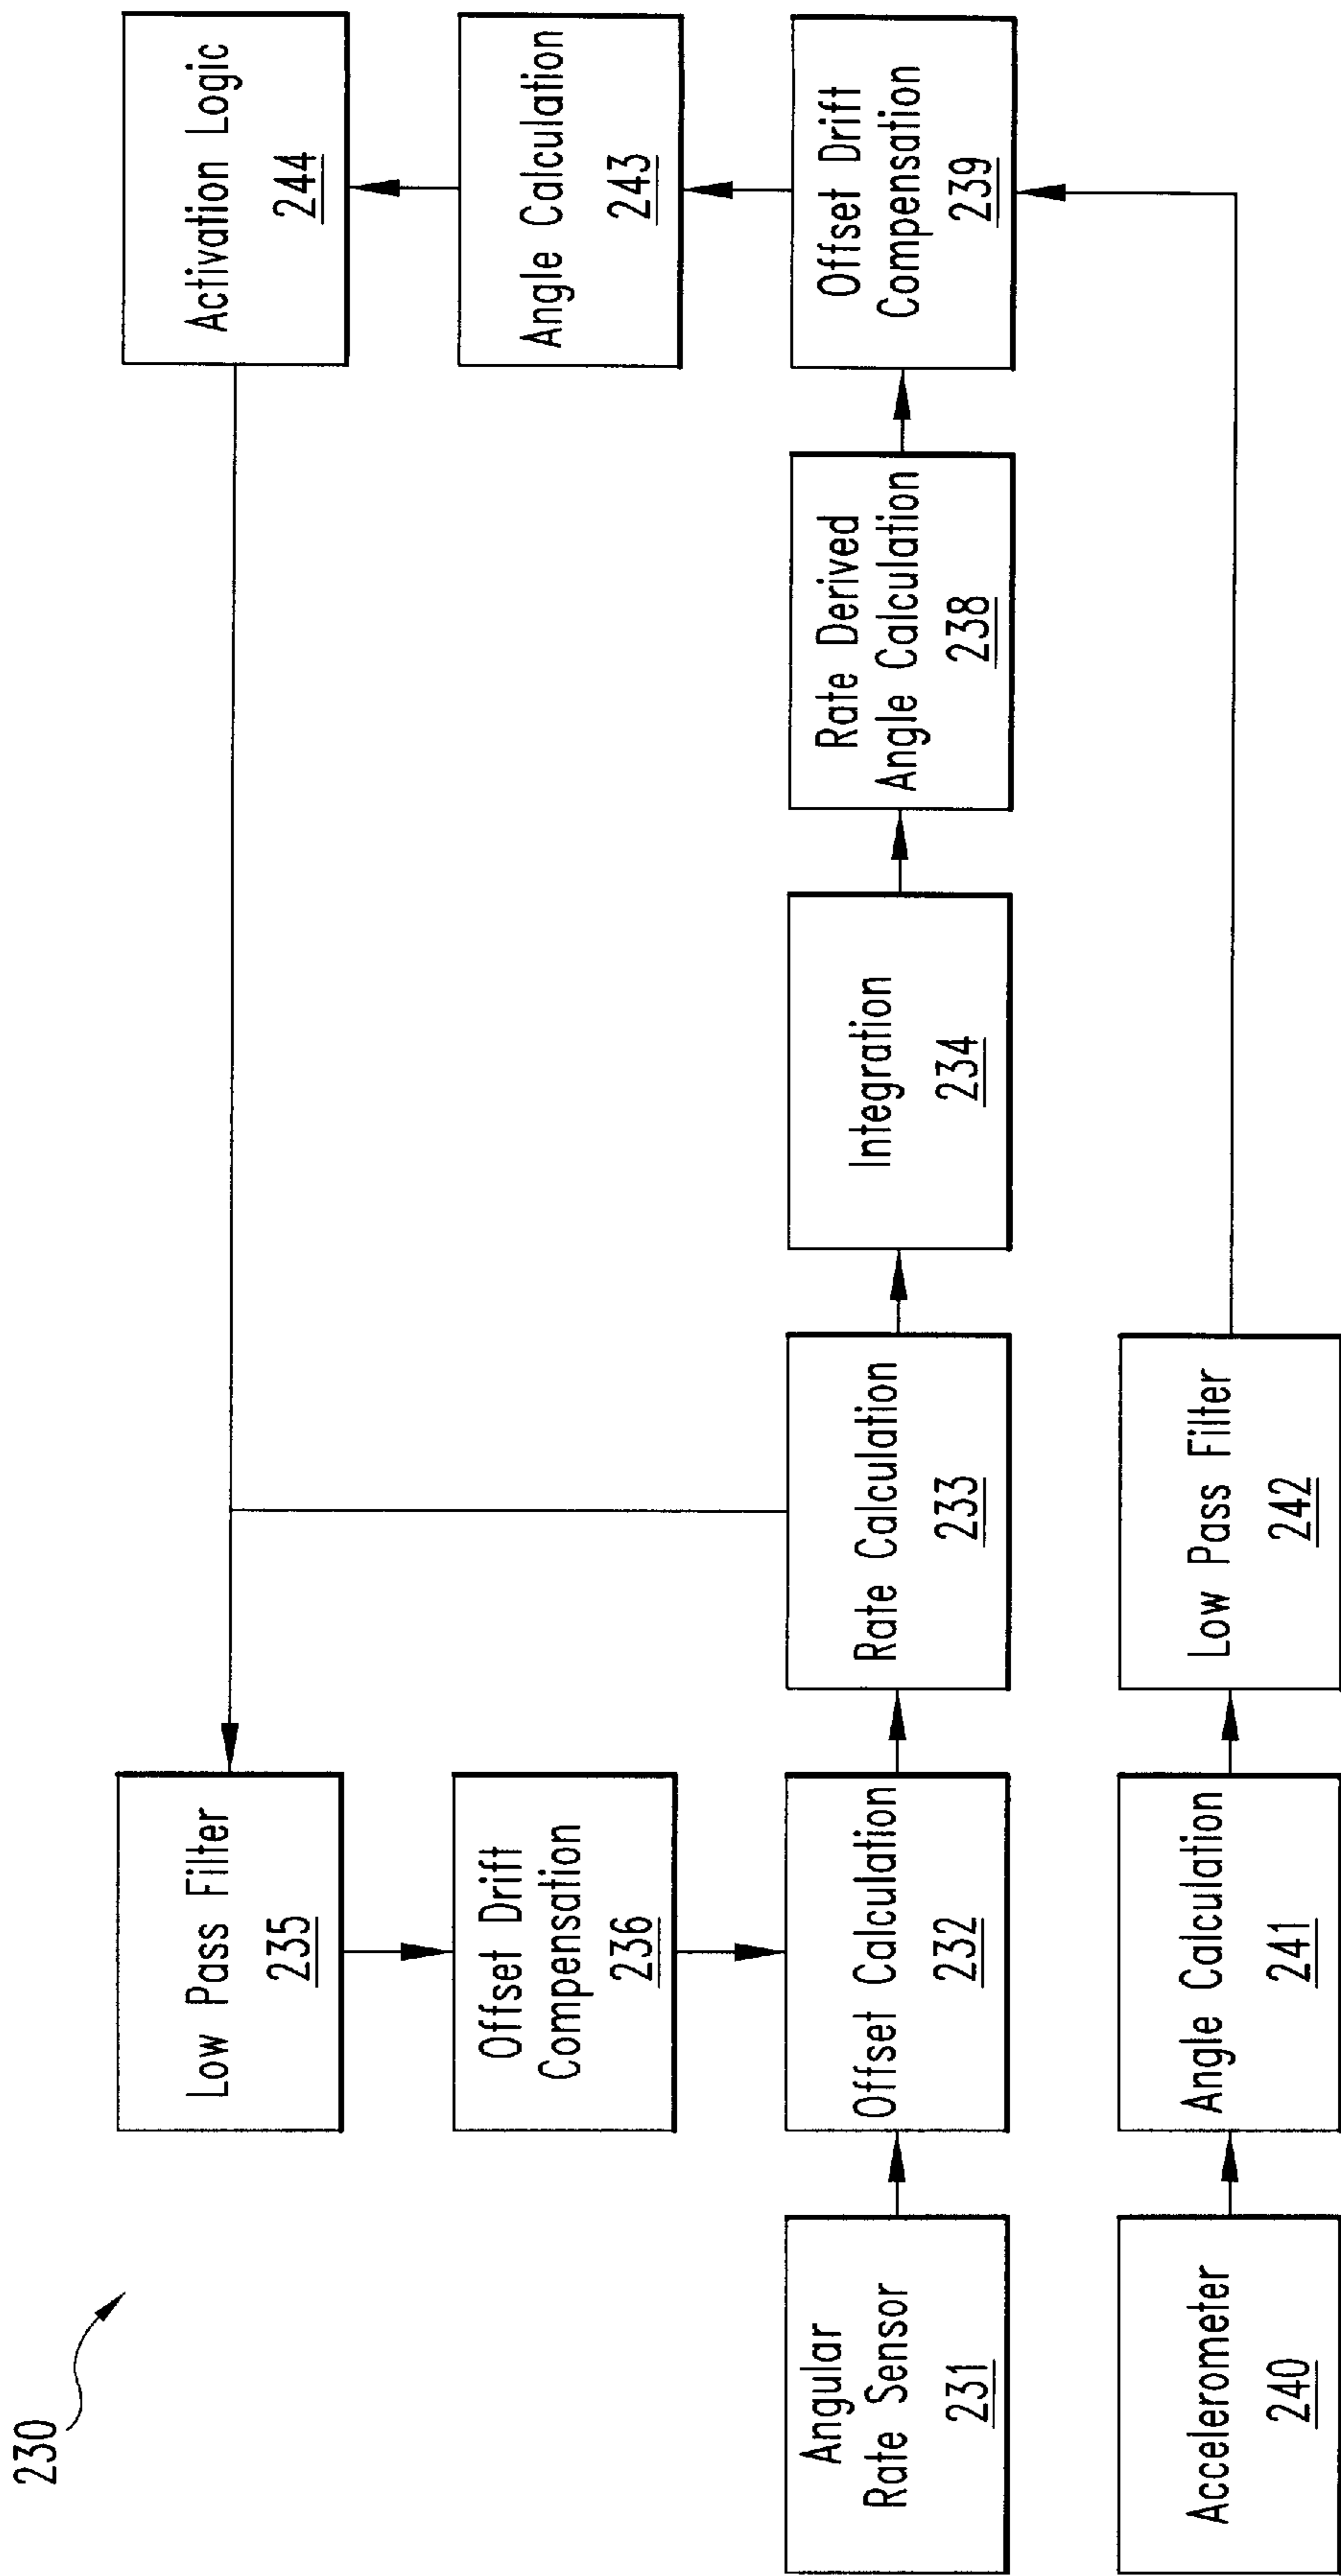 230
Low Pass Filter
235
Activation Logic
244
Offset Drift
Compensation
236
Angle Calculation
243
Angular
Rate Sensor
231
Offset Calculation
232
Rate Calculation
233
Integration
234
Rate Derived
Angle Calculation
238
Offset Drift
Compensation
239
Accelerometer
240
Angle Calculation
241
Low Pass Filter
242